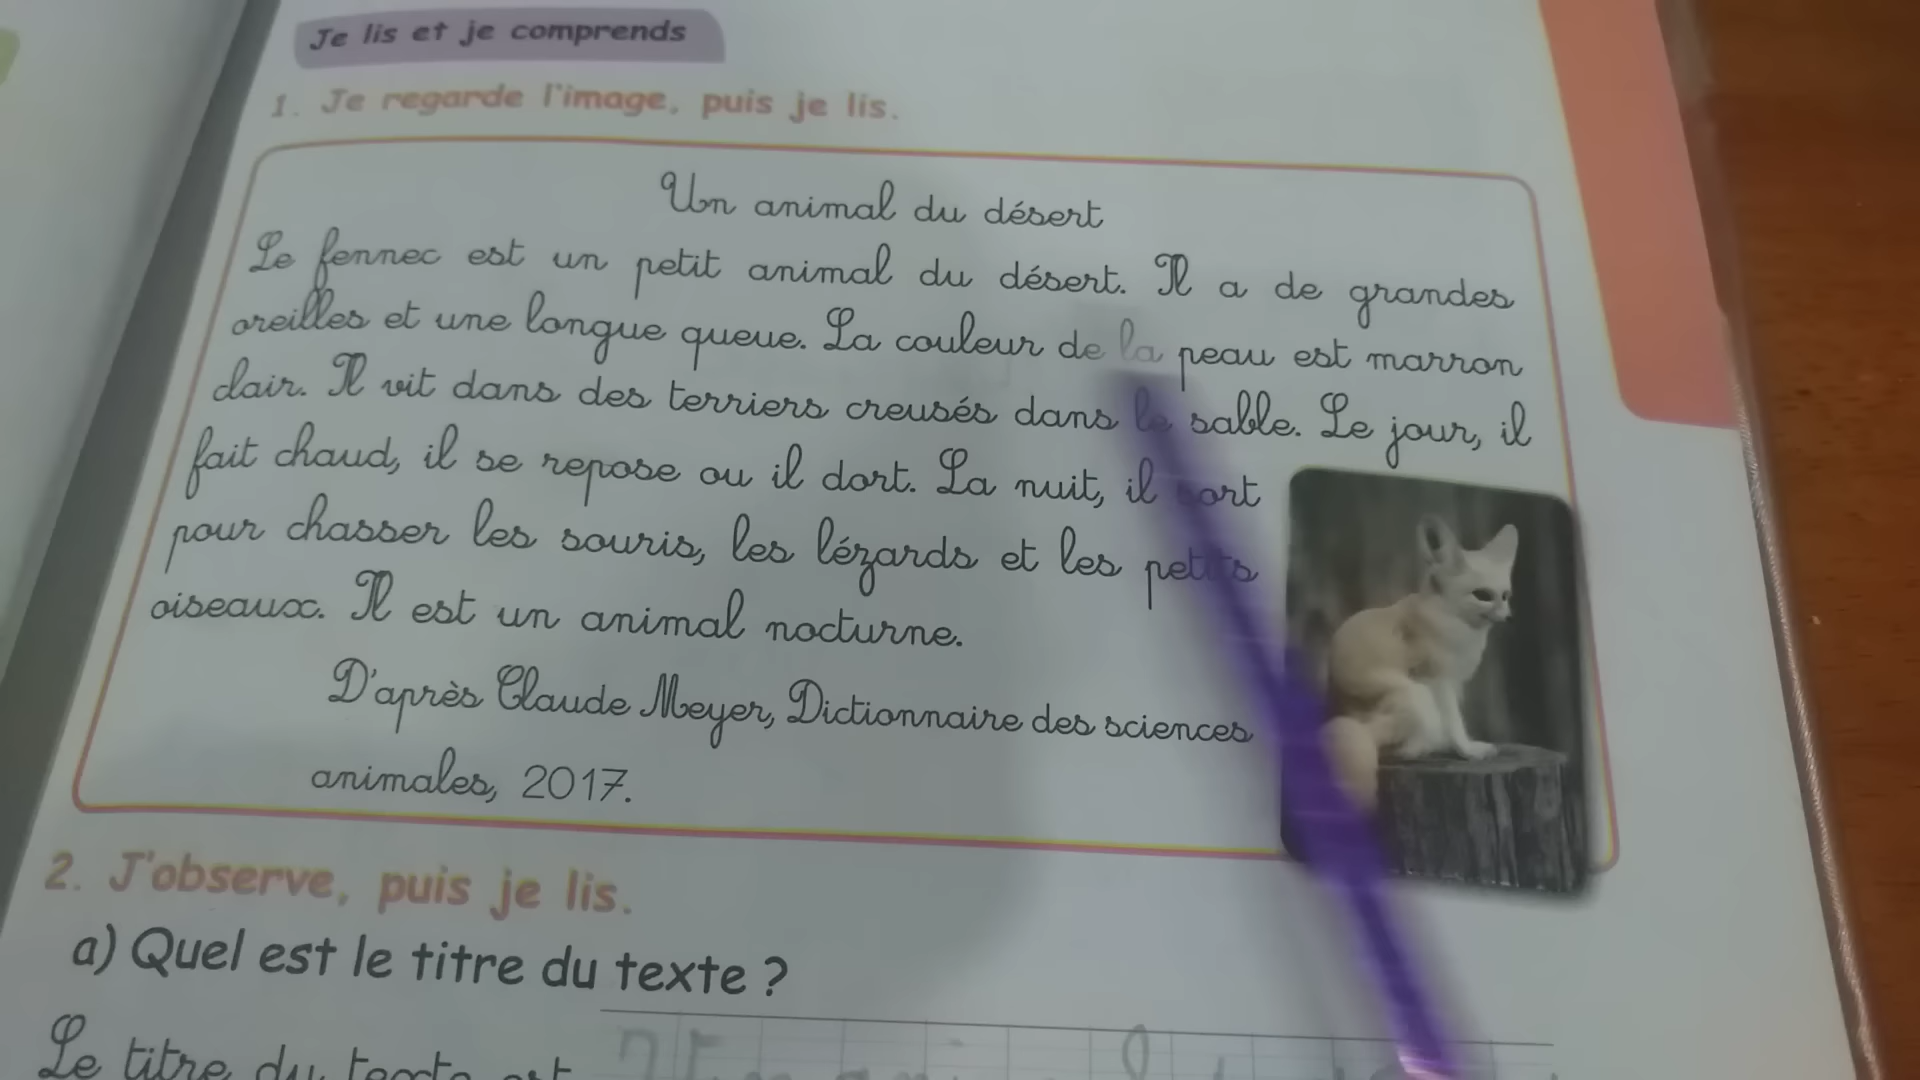 Je lis et je comprends
1. Je regarde l'image, puis je lis.
Un animal du désert
Le fennec est un petit animal du désert. Il a de grandes
oreilles et une longue queue. La couleur de la peau est marron
clair. Il vit dans des terriers creusés dans le sable. Le jour, il
fait chaud, il se repose ou il dort. La nuit, il sort
pour chasser les souris, les lézards et les petits
oiseaux. Il est un animal nocturne.
D'après Claude Meyer, Dictionnaire des sciences
animales, 2017.
2. J'observe, puis je lis.
a) Quel est le titre du texte ?
Le titre du texte est